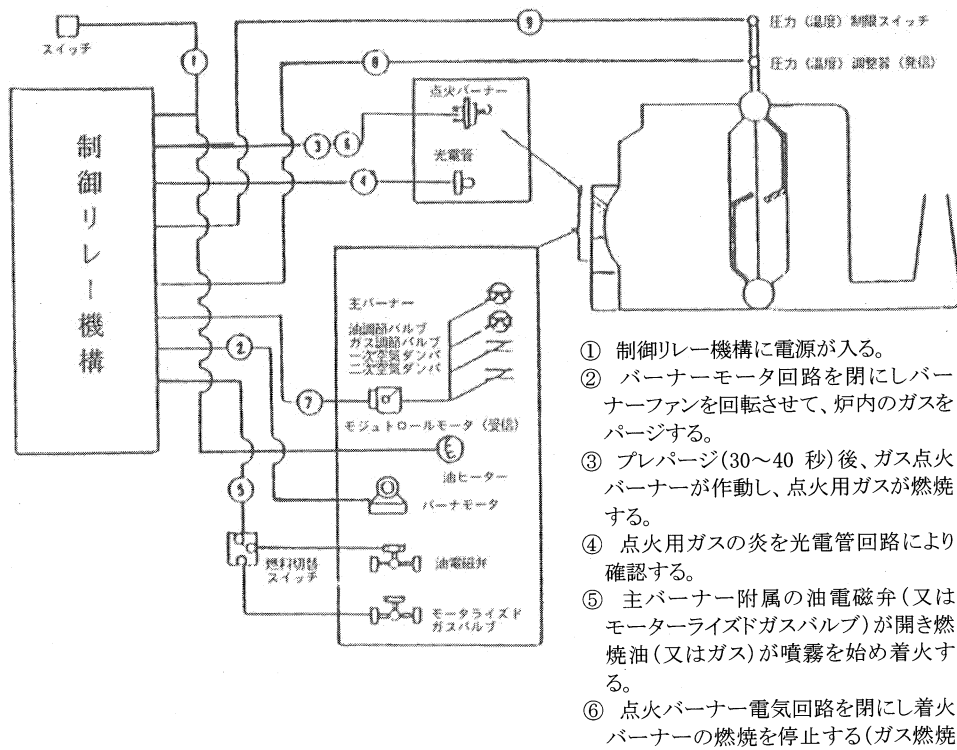 スイッチ
①
⑨
圧力（温度）制限スイッチ
⑧
圧力（温度）調整器（発信）
制御リレー機構
点火バーナー
③ ⑥
光電管
④
主バーナー
油調節バルブ
ガス調節バルブ
一次空気ダンパ
二次空気ダンパ
②
⑦
モジュトロールモータ（受信）
油ヒーター
⑤
バーナモータ
燃料切替
スイッチ
油電磁弁
モータライズド
ガスバルブ
① 制御リレー機構に電源が入る。
② バーナーモータ回路を閉にしバー
ナーファンを回転させて、炉内のガスを
パージする。
③ プレパージ(30～40 秒)後、ガス点火
バーナーが作動し、点火用ガスが燃焼
する。
④ 点火用ガスの炎を光電管回路により
確認する。
⑤ 主バーナー附属の油電磁弁(又は
モーターライズドガスバルブ)が開き燃
焼油(又はガス)が噴霧を始め着火す
る。
⑥ 点火バーナー電気回路を閉にし着火
バーナーの燃焼を停止する(ガス燃焼